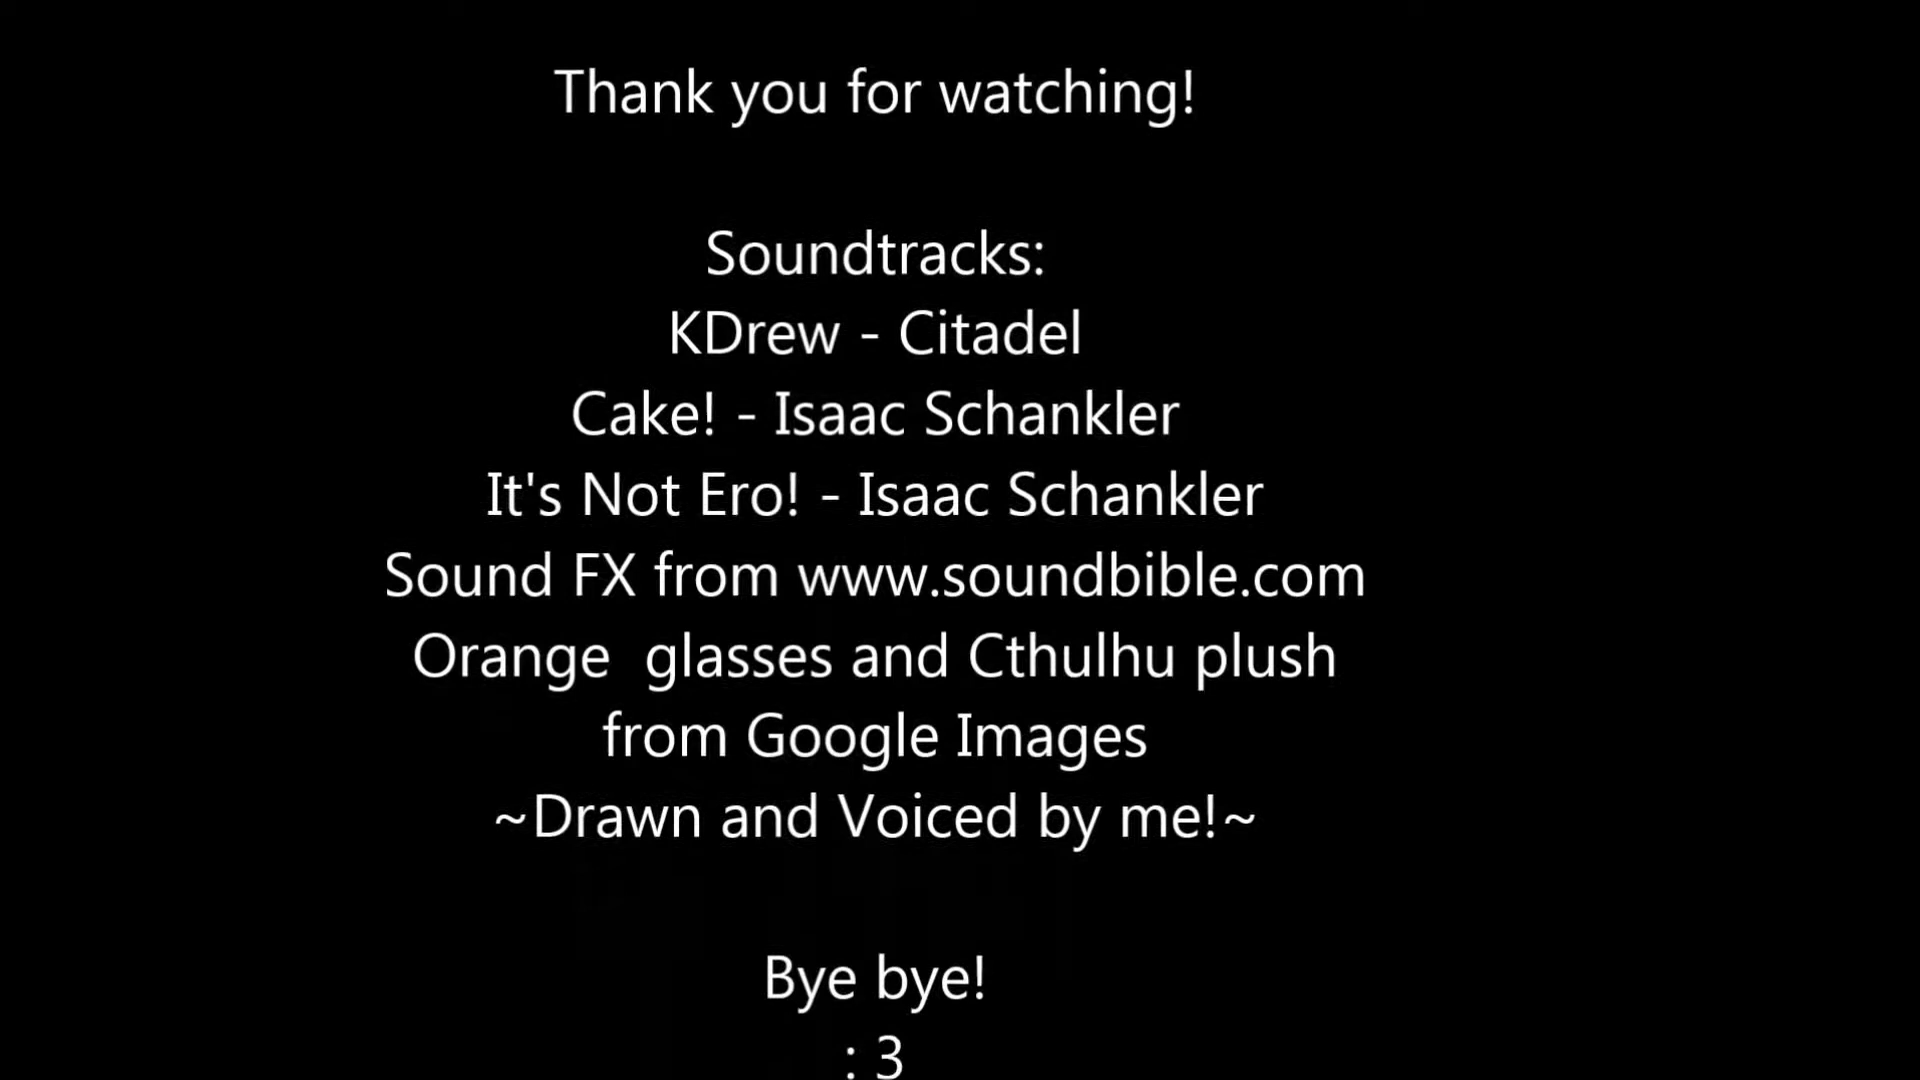 Thank you for watching!
Soundtracks:
KDrew - Citadel
Cake! - Isaac Schankler
It's Not Ero! - Isaac Schankler
Sound FX from www.soundbible.com
Orange  glasses and Cthulhu plush
from Google Images
~Drawn and Voiced by me!~
Bye bye!
: 3